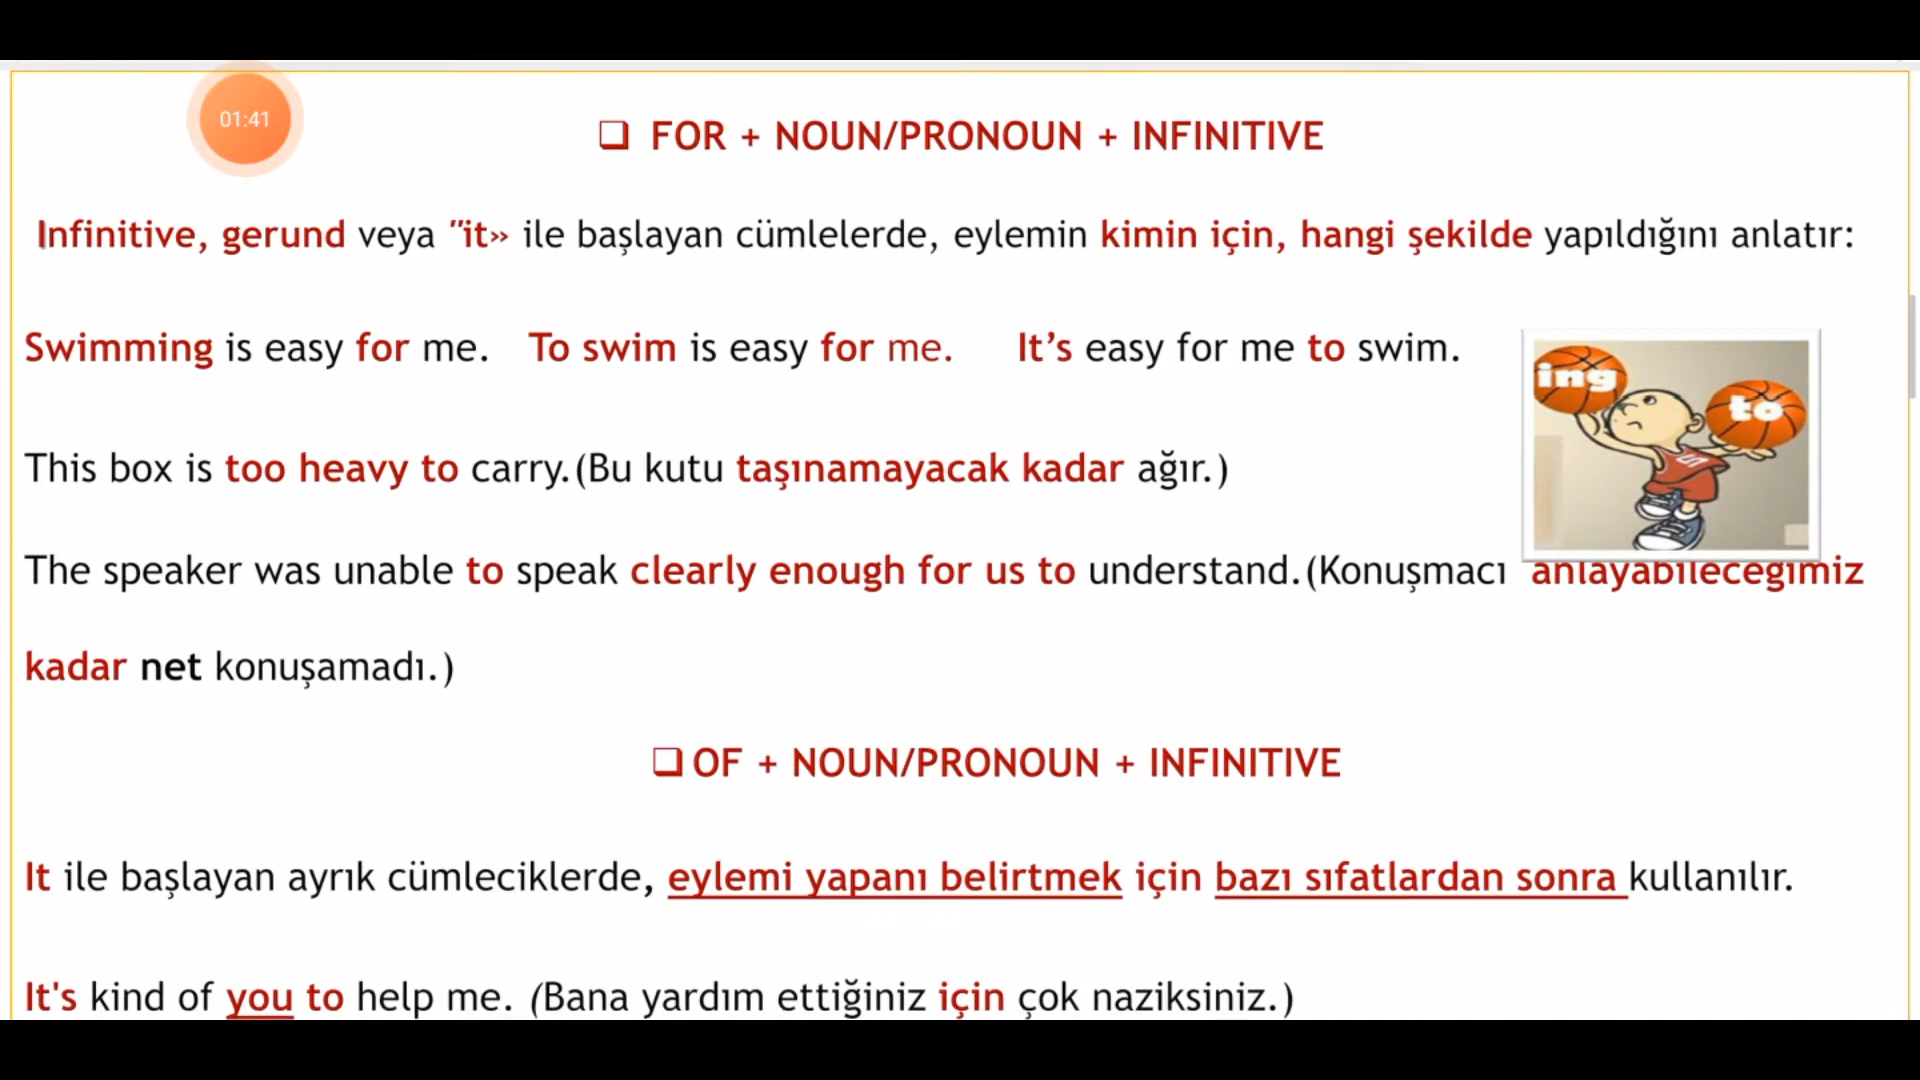 01:41
❑ FOR + NOUN/PRONOUN + INFINITIVE
Infinitive, gerund veya "it» ile başlayan cümlelerde, eylemin kimin için, hangi şekilde yapıldığını anlatır:
Swimming is easy for me. To swim is easy for me. It’s easy for me to swim.
ing
to
This box is too heavy to carry.(Bu kutu taşınamayacak kadar ağır.)
The speaker was unable to speak clearly enough for us to understand.(Konuşmacı anlayabileceğimiz
kadar net konuşamadı.)
❑ OF + NOUN/PRONOUN + INFINITIVE
It ile başlayan ayrık cümleciklerde, eylemi yapanı belirtmek için bazı sıfatlardan sonra kullanılır.
It's kind of you to help me. (Bana yardım ettiğiniz için çok naziksiniz.)